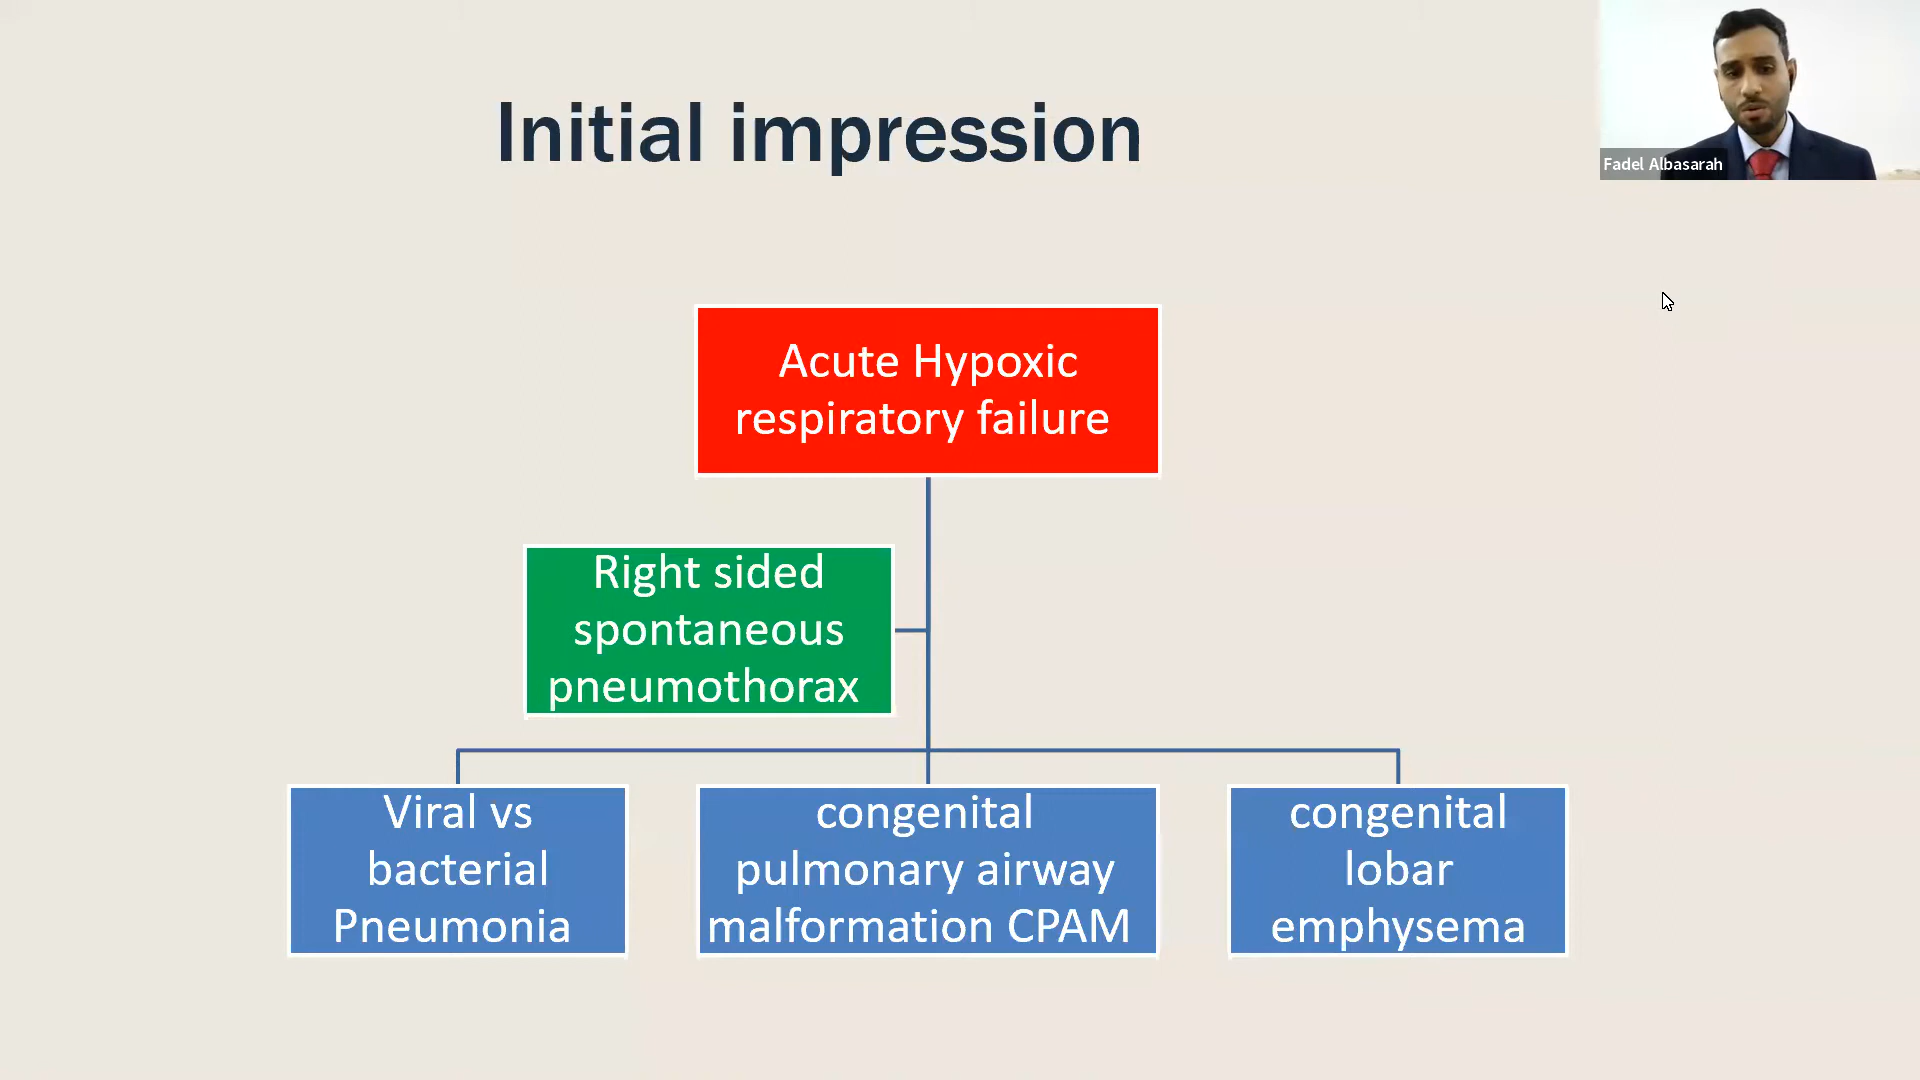 Initial impression
Fadel Albasarah
Acute Hypoxic
respiratory failure
Right sided
spontaneous
pneumothorax
Viral vs
bacterial
Pneumonia
congenital
pulmonary airway
malformation CPAM
congenital
lobar
emphysema